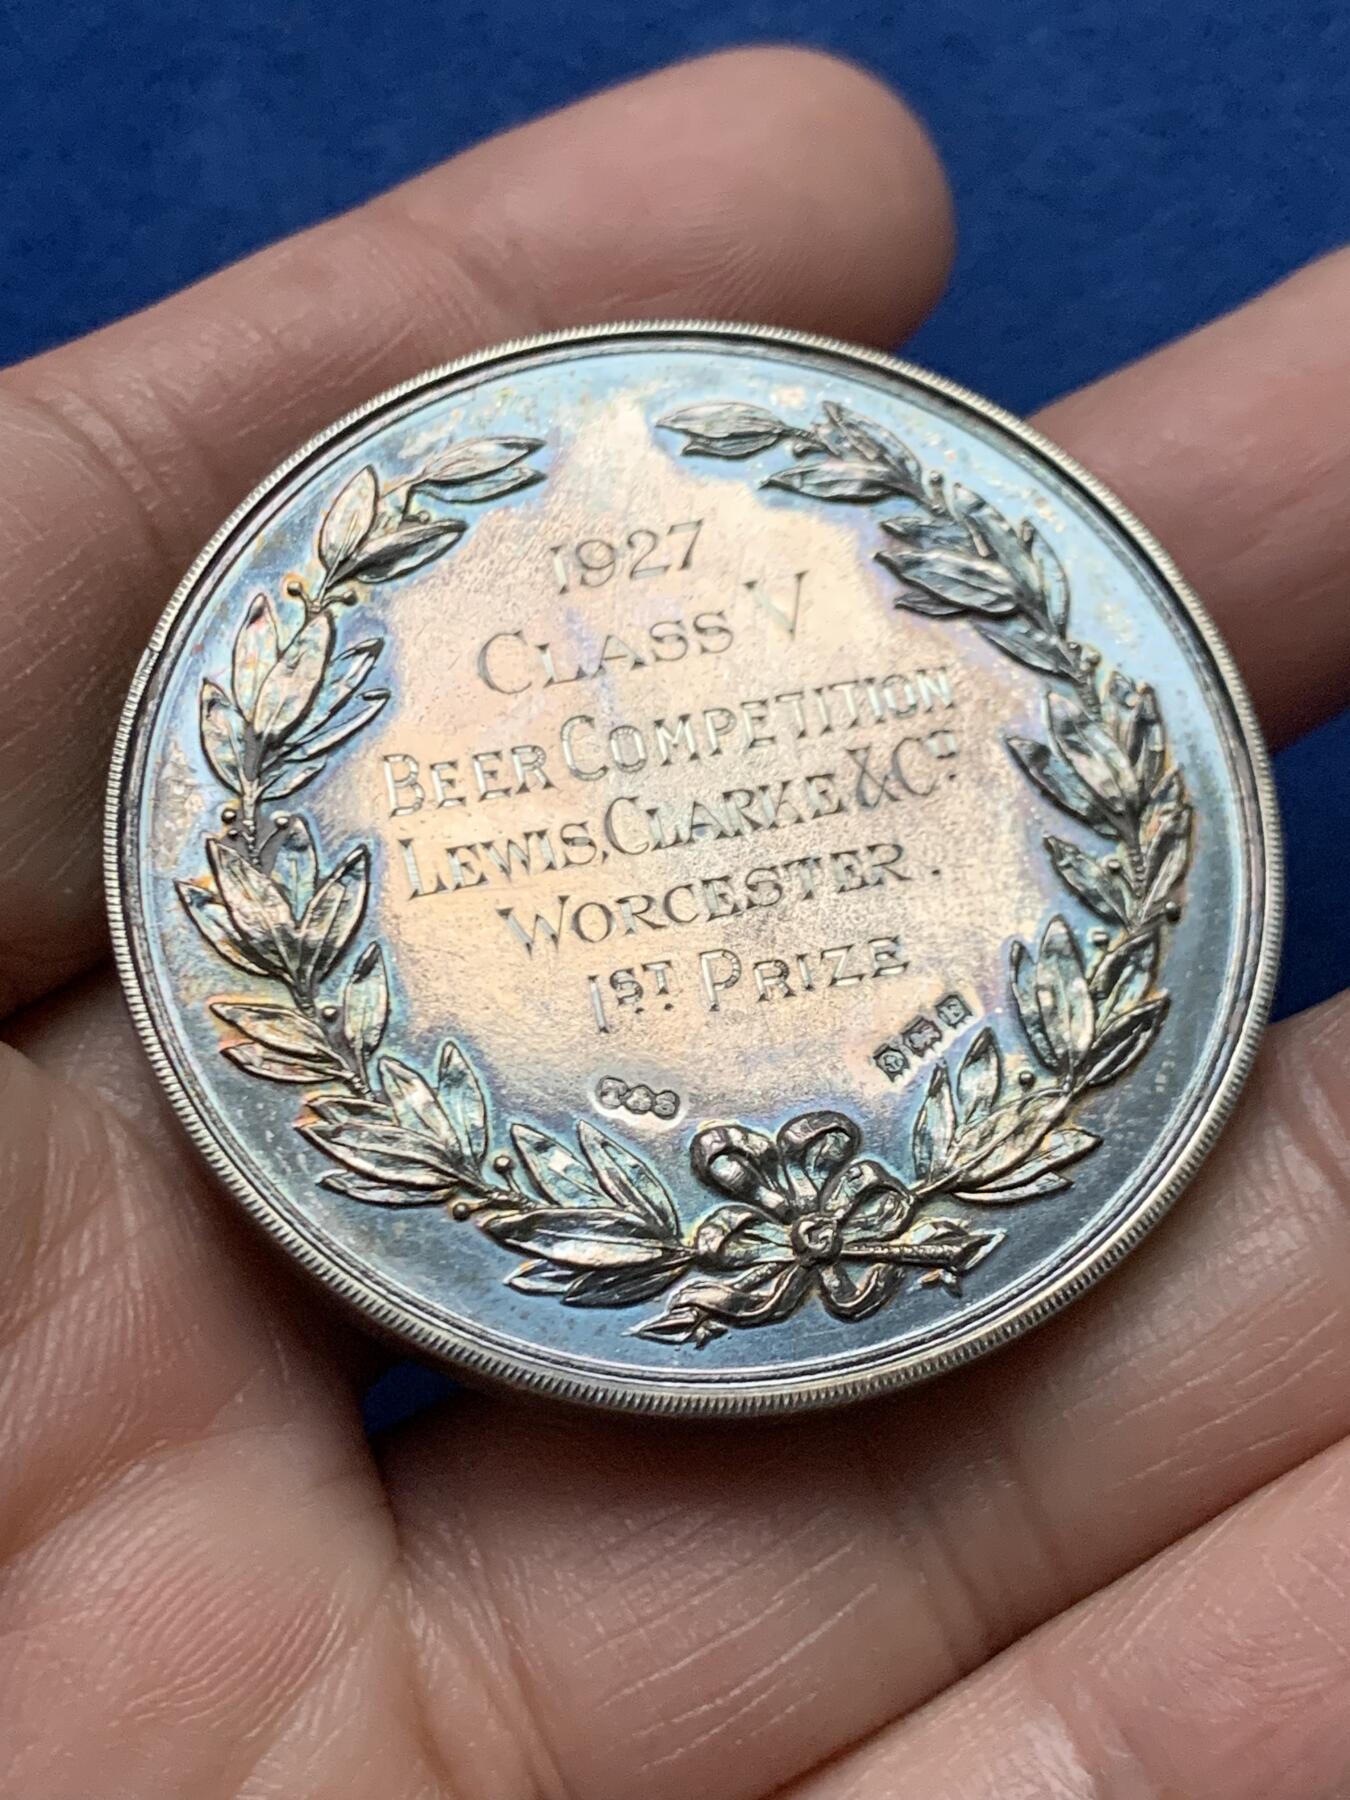 1927
CLASS V
BEER COMPETITION
LEWIS, CLARKE & CO.
WORCESTER.
1ST. PRIZE